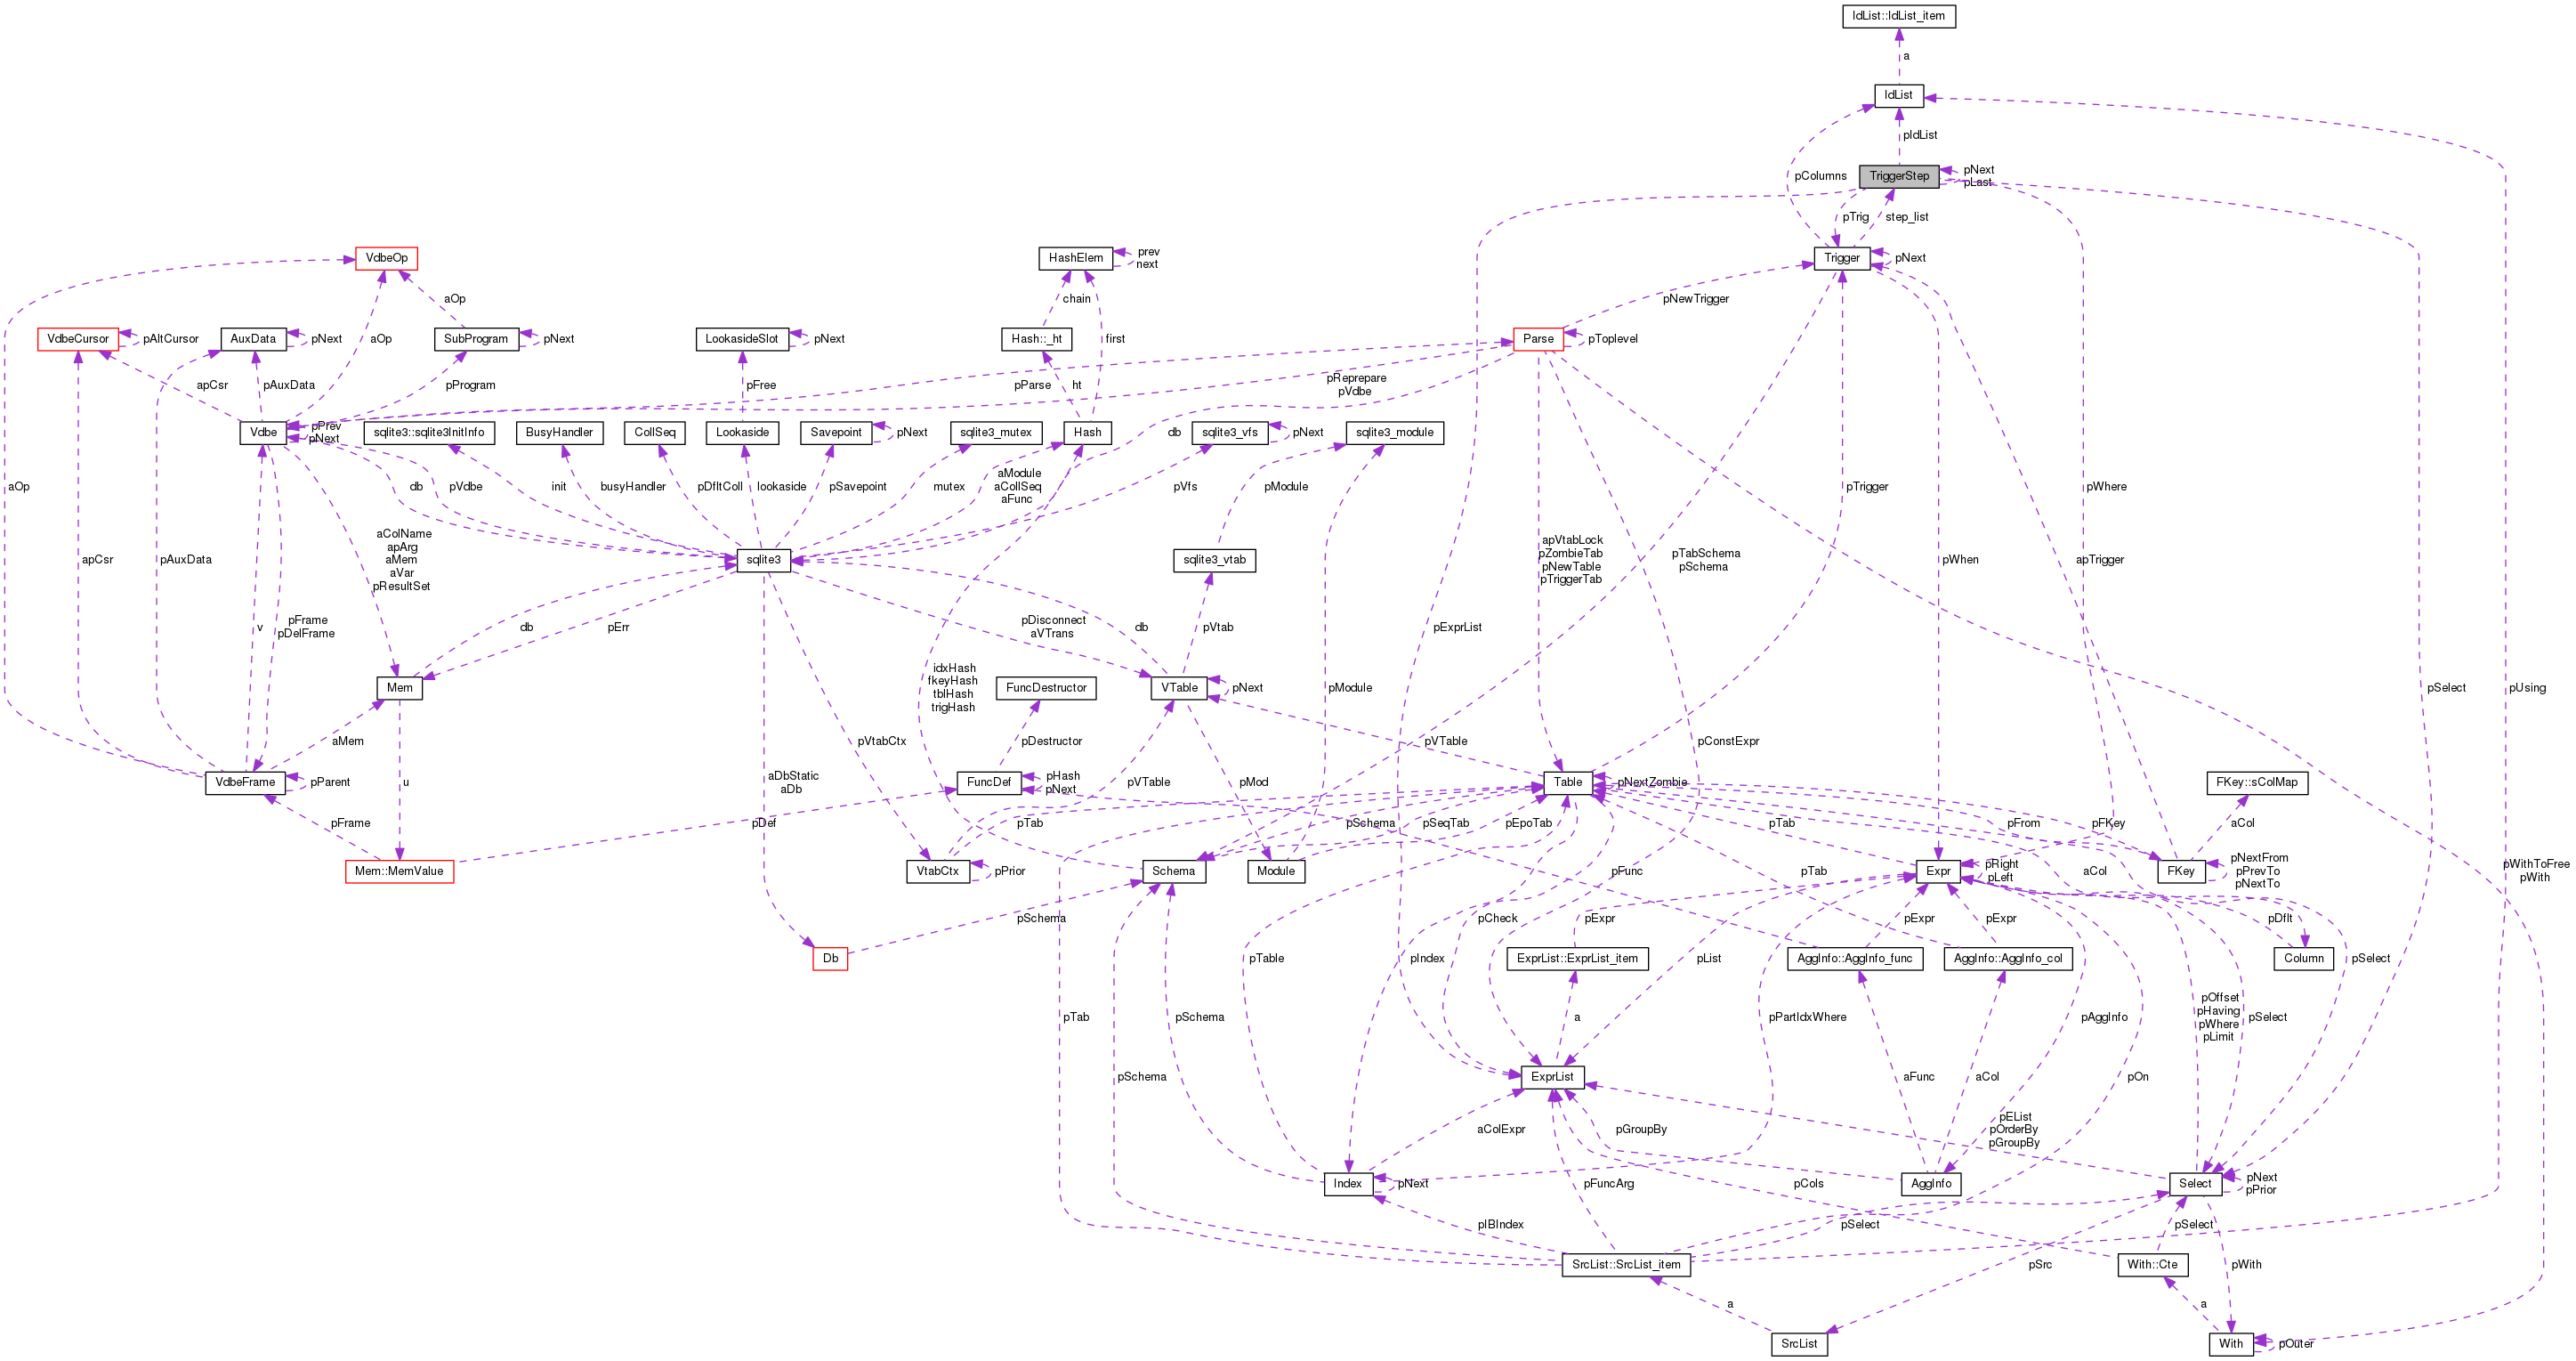 IdList::IdList_item
a
IdList
pIdList
TriggerStep
pNext
pLast
pColumns
pTrig
step_list
VdbeOp
HashElem
prev
next
Trigger
pNext
aOp
chain
pNewTrigger
VdbeCursor
pAltCursor
AuxData
pNext
aOp
SubProgram
pNext
LookasideSlot
pNext
Hash::_ht
first
Parse
pToplevel
apCsr
pAuxData
pProgram
pFree
pParse
ht
pReprepare
pVdbe
Vdbe
pPrev
pNext
sqlite3::sqlite3InitInfo
BusyHandler
CollSeq
Lookaside
Savepoint
pNext
sqlite3_mutex
Hash
db
sqlite3_vfs
pNext
sqlite3_module
aOp
db
pVdbe
init
busyHandler
pDfltColl
lookaside
pSavepoint
mutex
aModule
aCollSeq
aFunc
pVfs
pModule
pTrigger
pWhere
aColName
apArg
aMem
aVar
pResultSet
apCsr
pAuxData
sqlite3
sqlite3_vtab
apVtabLock
pZombieTab
pNewTable
pTriggerTab
pTabSchema
pSchema
pWhen
apTrigger
v
pFrame
pDelFrame
db
pErr
pDisconnect
aVTrans
db
pVtab
pExprList
Mem
idxHash
fkeyHash
tblHash
trigHash
FuncDestructor
VTable
pNext
pModule
pSelect
pUsing
aMem
pVtabCtx
pDestructor
pVTable
pConstExpr
VdbeFrame
pParent
u
aDbStatic
aDb
FuncDef
pHash
pNext
pVTable
pMod
Table
pNextZombie
FKey::sColMap
pFrame
pDef
pTab
pSchema
pSeqTab
pEpoTab
pTab
pFrom
pFKey
aCol
Mem::MemValue
VtabCtx
pPrior
Schema
Module
pFunc
pTab
Expr
pRight
pLeft
aCol
FKey
pNextFrom
pPrevTo
pNextTo
pWithToFree
pWith
pSchema
pCheck
pExpr
pExpr
pExpr
pDflt
Db
pTable
pIndex
ExprList::ExprList_item
pList
AggInfo::AggInfo_func
AggInfo::AggInfo_col
Column
pSelect
pTab
pSchema
a
pPartIdxWhere
pAggInfo
pOffset
pHaving
pWhere
pLimit
pSelect
pSchema
ExprList
aFunc
aCol
pOn
aColExpr
pGroupBy
pEList
pOrderBy
pGroupBy
Index
pNext
pFuncArg
pCols
AggInfo
Select
pNext
pPrior
pIBIndex
pSelect
pSelect
SrcList::SrcList_item
pSrc
With::Cte
pWith
a
a
SrcList
With
pOuter